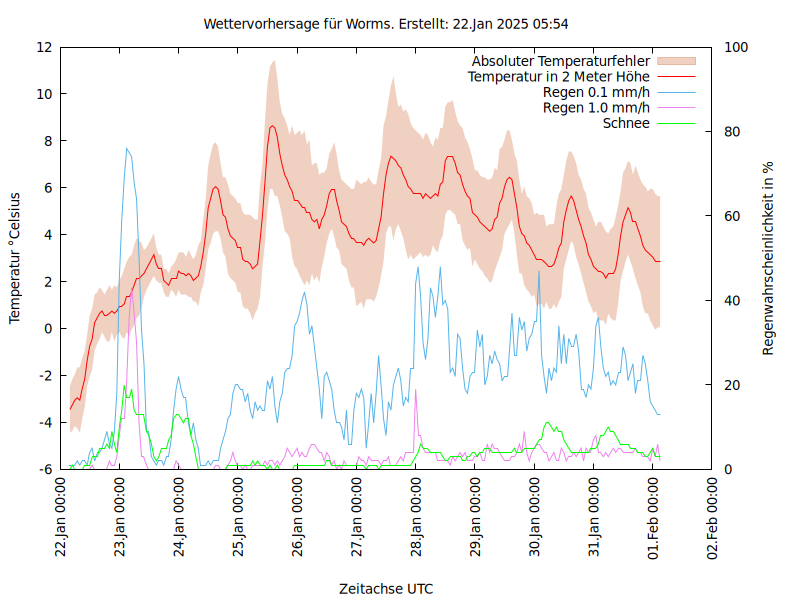 Wettervorhersage für Worms. Erstellt: 22.Jan 2025 05:54
Absoluter Temperaturfehler
Temperatur in 2 Meter Höhe
Regen 0.1 mm/h
Regen 1.0 mm/h
Schnee
Temperatur °Celsius
12
10
8
6
4
2
0
-2
-4
-6
Regenwahrscheinlichkeit in %
100
80
60
40
20
0
22.Jan 00:00
23.Jan 00:00
24.Jan 00:00
25.Jan 00:00
26.Jan 00:00
27.Jan 00:00
28.Jan 00:00
29.Jan 00:00
30.Jan 00:00
31.Jan 00:00
01.Feb 00:00
02.Feb 00:00
Zeitachse UTC